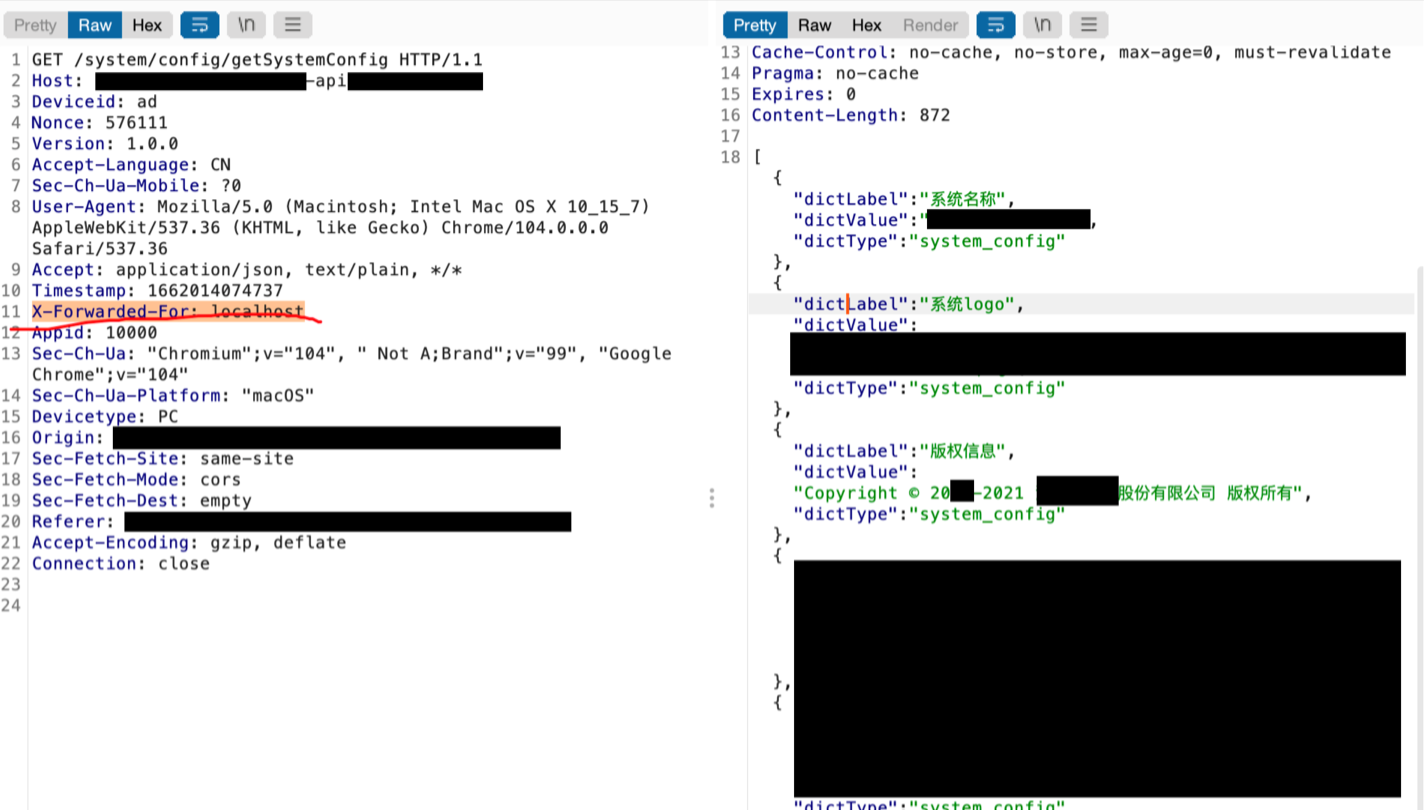 Pretty Raw Hex \n
1 GET /system/config/getSystemConfig HTTP/1.1
2 Host: -api
3 Deviceid: ad
4 Nonce: 576111
5 Version: 1.0.0
6 Accept-Language: CN
7 Sec-Ch-Ua-Mobile: ?0
8 User-Agent: Mozilla/5.0 (Macintosh; Intel Mac OS X 10_15_7)
AppleWebKit/537.36 (KHTML, like Gecko) Chrome/104.0.0.0
Safari/537.36
9 Accept: application/json, text/plain, */*
10 Timestamp: 1662014074737
11 X-Forwarded-For: localhost
12 Appid: 10000
13 Sec-Ch-Ua: "Chromium";v="104", " Not A;Brand";v="99", "Google
Chrome";v="104"
14 Sec-Ch-Ua-Platform: "macOS"
15 Devicetype: PC
16 Origin:
17 Sec-Fetch-Site: same-site
18 Sec-Fetch-Mode: cors
19 Sec-Fetch-Dest: empty
20 Referer:
21 Accept-Encoding: gzip, deflate
22 Connection: close
23
24
Pretty Raw Hex Render \n
13 Cache-Control: no-cache, no-store, max-age=0, must-revalidate
14 Pragma: no-cache
15 Expires: 0
16 Content-Length: 872
17
18 [
{
"dictLabel":"系统名称",
"dictValue":" ,
"dictType":"system_config"
},
{
"dictLabel":"系统logo",
"dictValue":
"dictType":"system_config"
},
{
"dictLabel":"版权信息",
"dictValue":
"Copyright © 20 -2021 股份有限公司 版权所有",
"dictType":"system_config"
},
{
},
{
"dictType":"system_config"